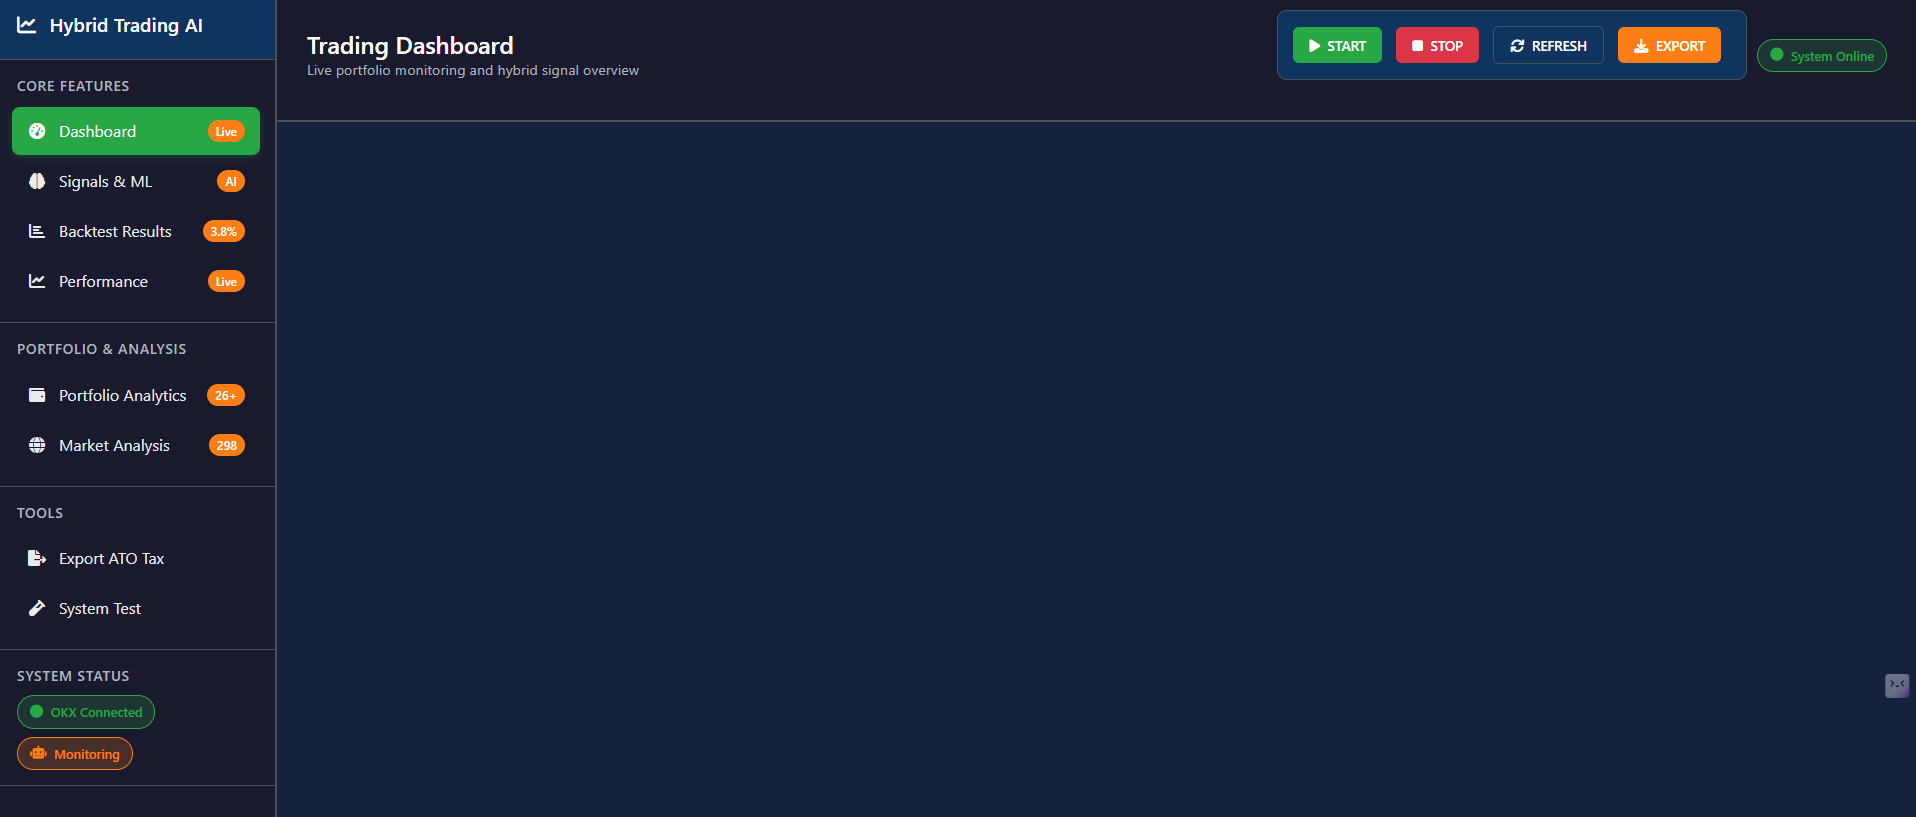 Hybrid Trading AI
CORE FEATURES
Dashboard Live
Signals & ML AI
Backtest Results 3.8%
Performance Live
PORTFOLIO & ANALYSIS
Portfolio Analytics 26+
Market Analysis 298
TOOLS
Export ATO Tax
System Test
SYSTEM STATUS
OKX Connected
Monitoring
Trading Dashboard
Live portfolio monitoring and hybrid signal overview
START STOP REFRESH EXPORT
System Online